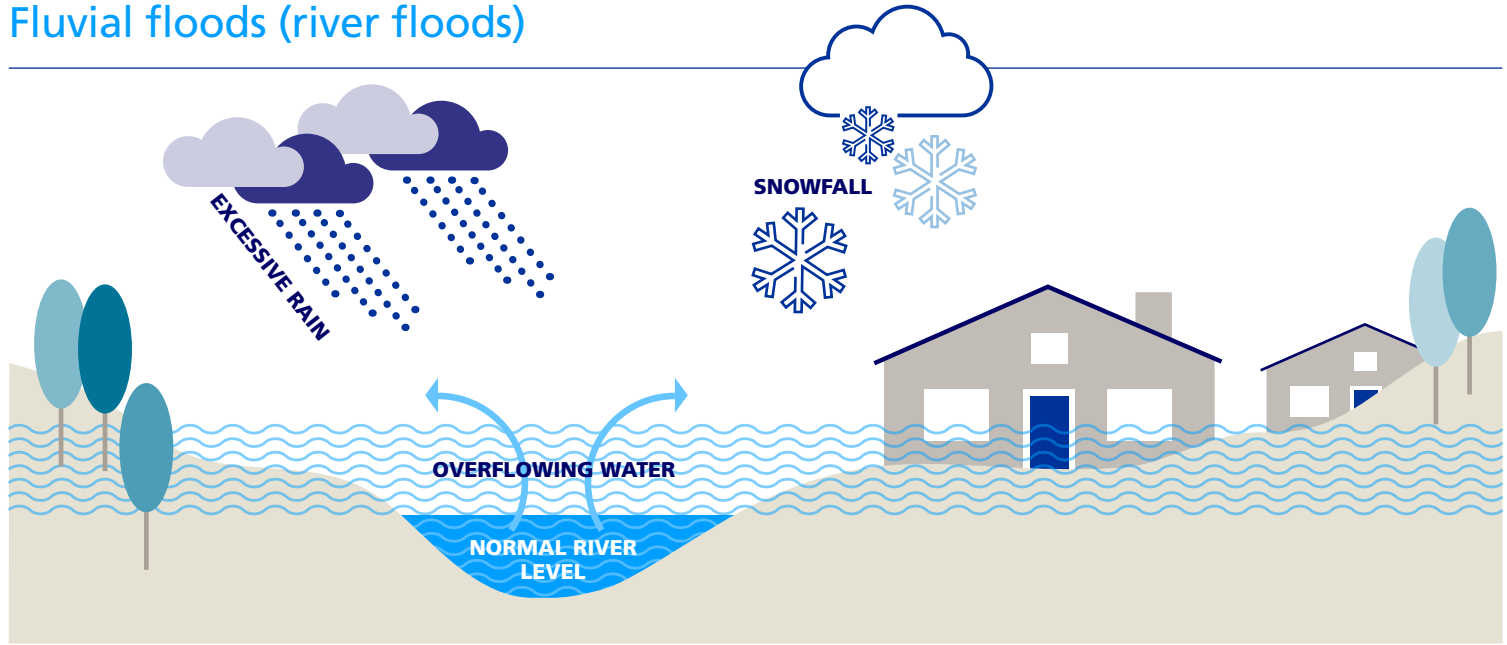 Fluvial floods (river floods)
SNOWFALL
EXCESSIVE RAIN
OVERFLOWING WATER
NORMAL RIVER
LEVEL